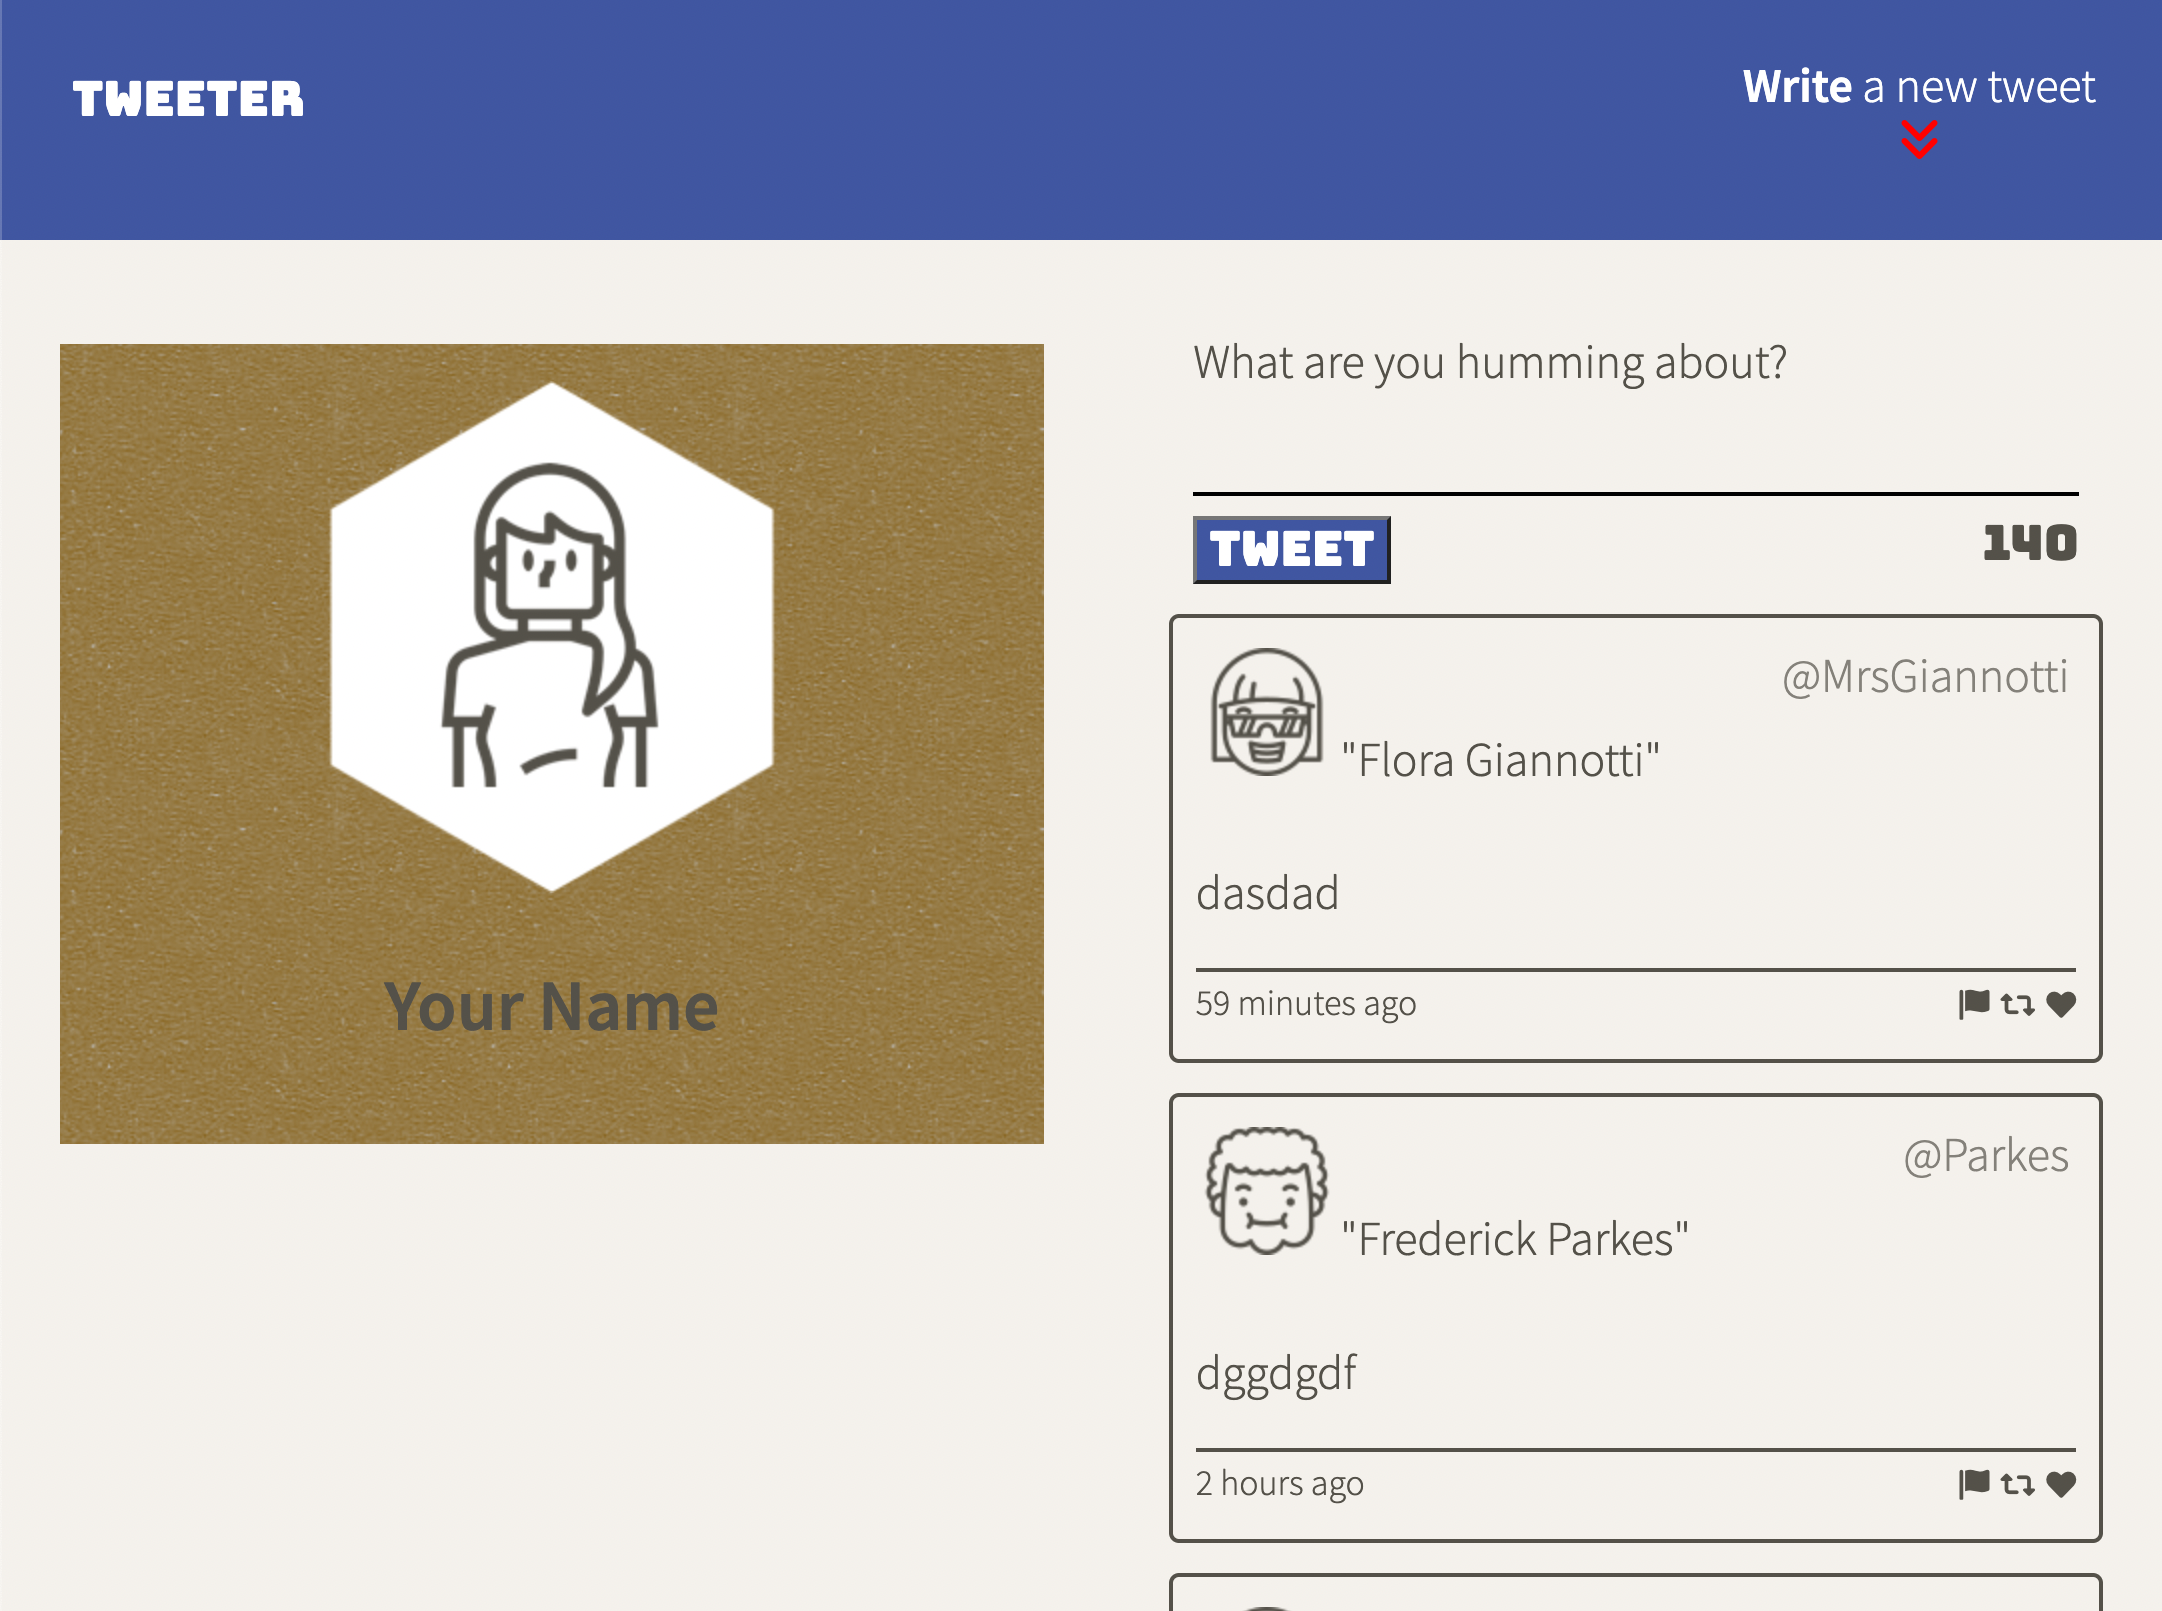 TWEETER
Write a new tweet
Your Name
What are you humming about?
TWEET
140
@MrsGiannotti
"Flora Giannotti"
dasdad
59 minutes ago
@Parkes
"Frederick Parkes"
dggdgdf
2 hours ago